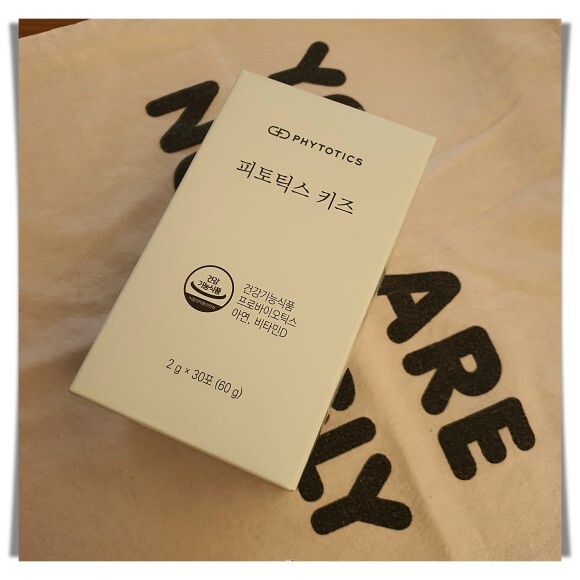 PHYTOTICS
피토틱스 키즈
건강
기능식품
건강기능식품
프로바이오틱스
아연, 비타민D
2 g × 30포 (60 g)
ARE